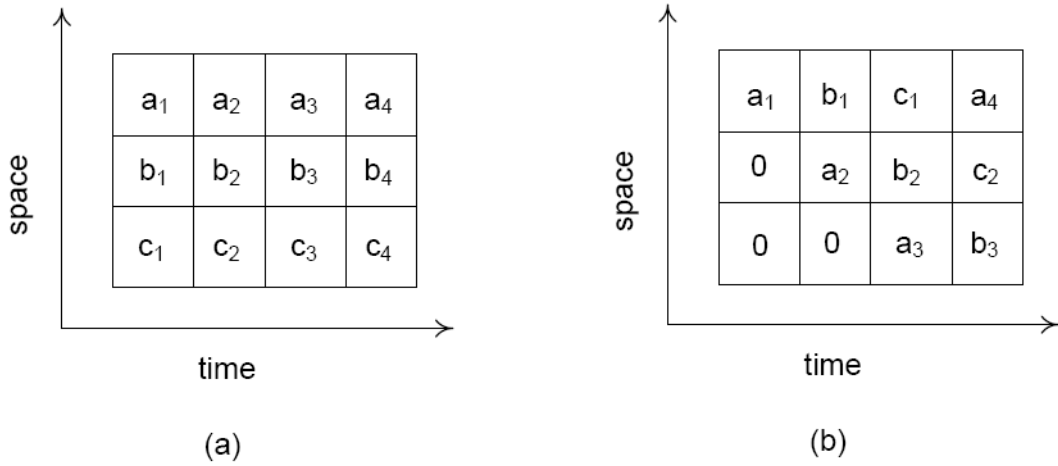 a₁ a₂ a₃ a₄
b₁ b₂ b₃ b₄
c₁ c₂ c₃ c₄
space
time
(a)
a₁ b₁ c₁ a₄
0 a₂ b₂ c₂
0 0 a₃ b₃
space
time
(b)